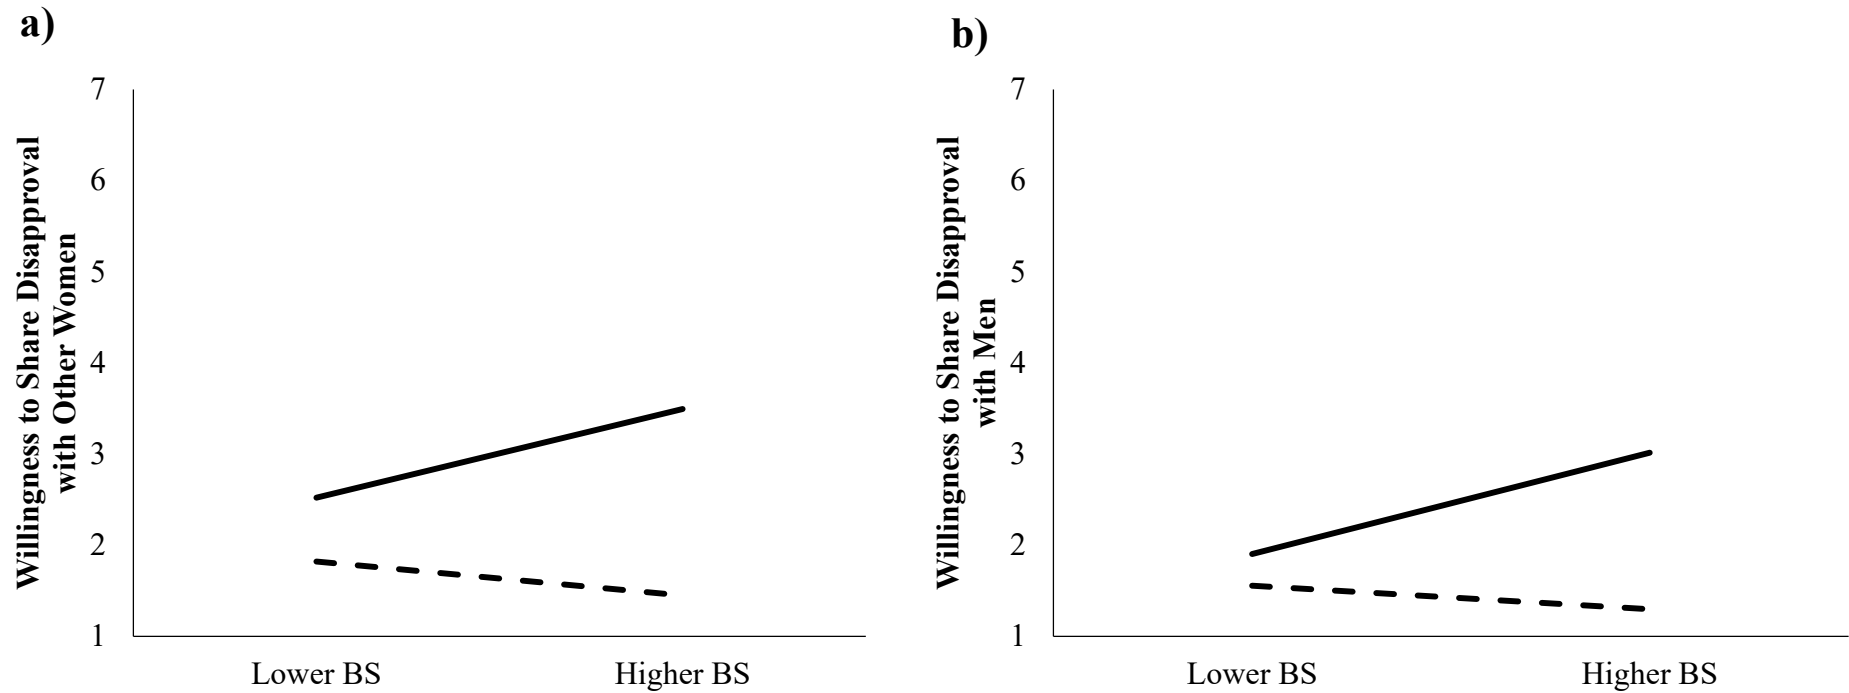 a)
Willingness to Share Disapproval
with Other Women
7
6
5
4
3
2
1
Lower BS
Higher BS
b)
Willingness to Share Disapproval
with Men
7
6
5
4
3
2
1
Lower BS
Higher BS